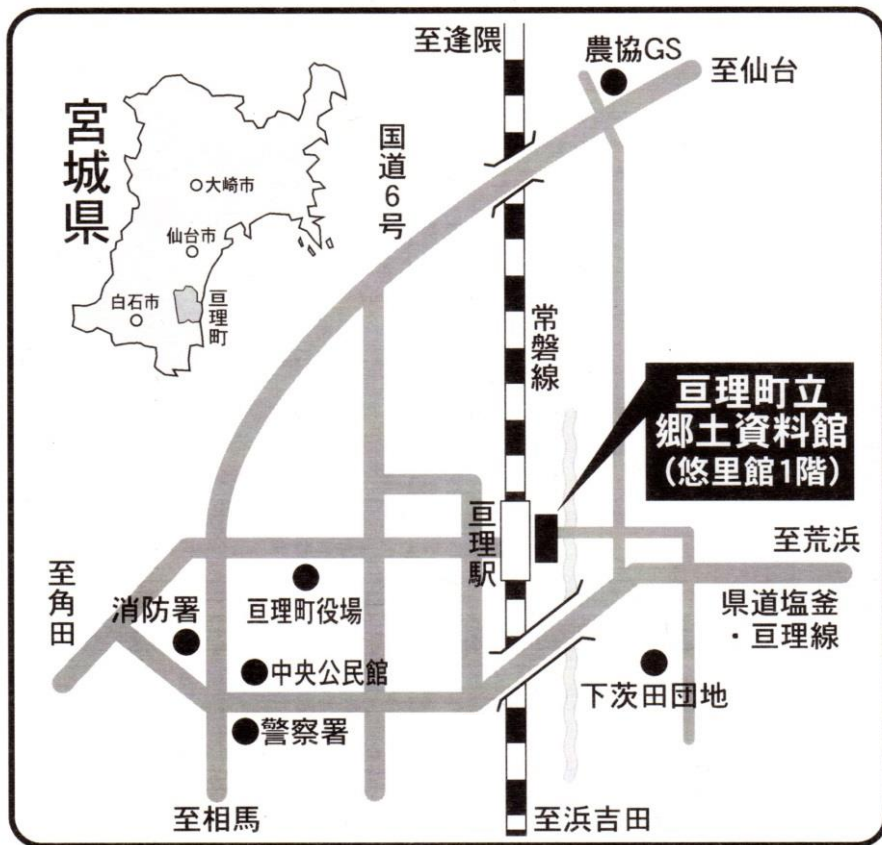 至逢隈
農協GS
至仙台
宮城県
大崎市
仙台市
白石市
亘理町
国道6号
常磐線
亘理町立
郷土資料館
(悠里館1階)
亘理駅
至荒浜
県道塩釜
・亘理線
至角田
消防署
亘理町役場
中央公民館
警察署
下茨田団地
至相馬
至浜吉田